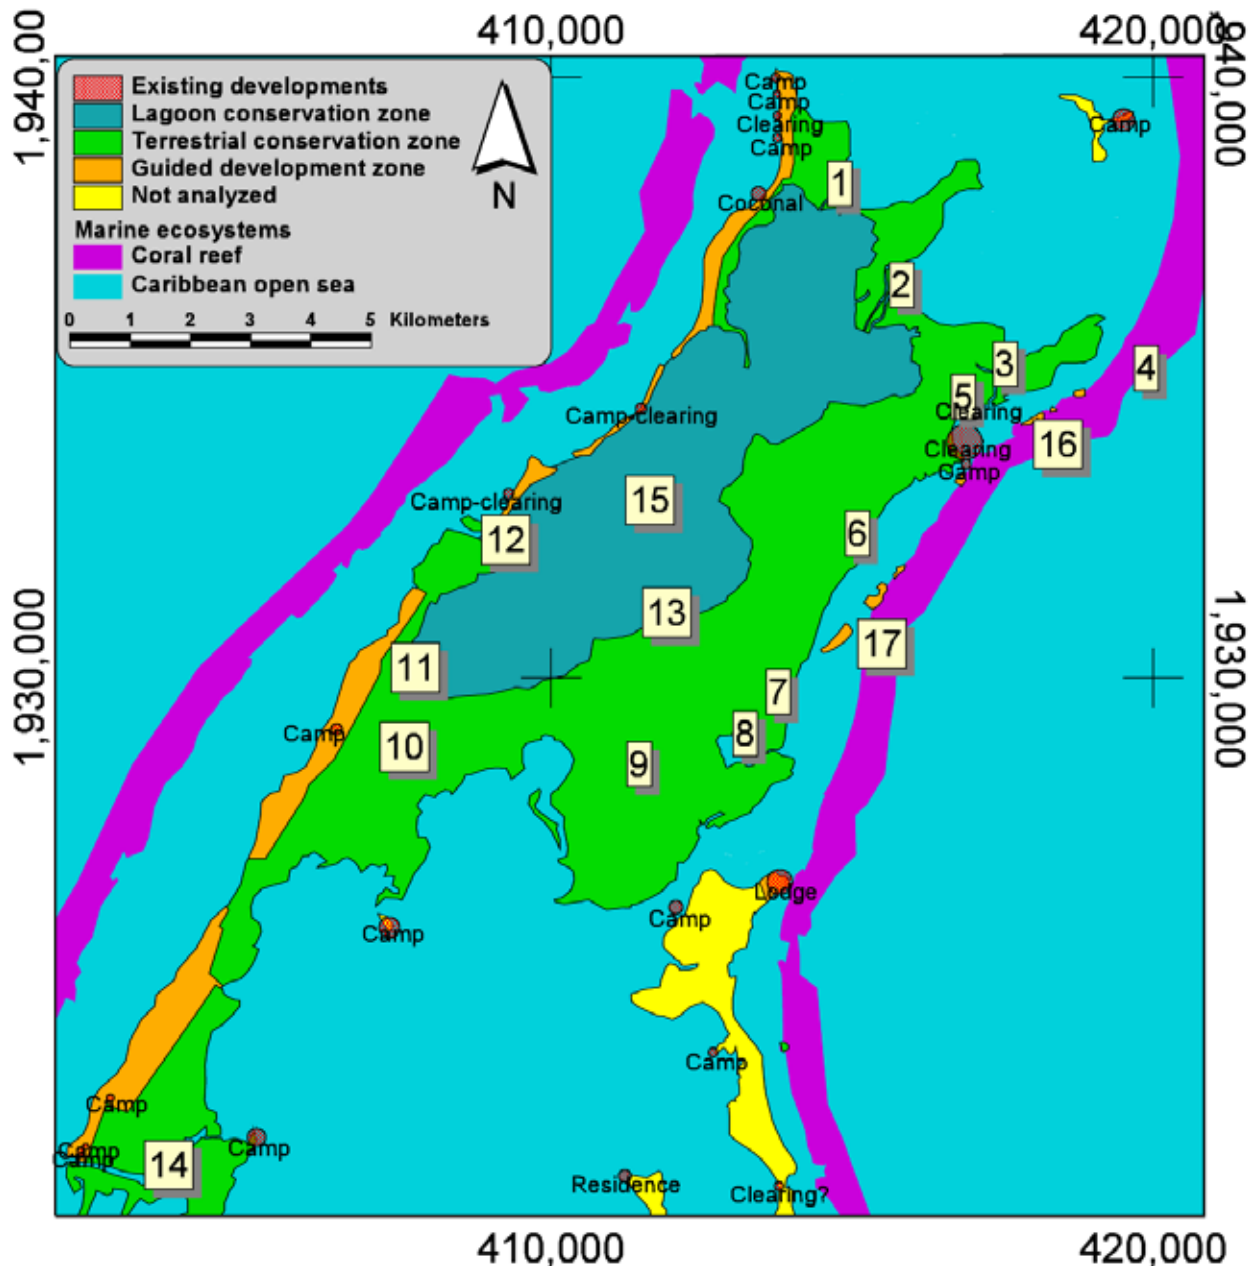 410,000
420,000
1,940,00
940,000
Existing developments
Lagoon conservation zone
Terrestrial conservation zone
Guided development zone
Not analyzed
Marine ecosystems
Coral reef
Caribbean open sea
0 1 2 3 4 5 Kilometers
N
Camp
Camp
Clearing
Camp
Camp
1
Coconal
2
3
4
5
Camp-clearing
Clearing
Clearing
16
Camp
Camp-clearing
15
12
6
13
17
11
1,930,000
1,930,000
7
8
Camp
10
9
Lodge
Camp
Camp
Camp
Camp
Camp
Camp
Camp
14
Residence
Clearing?
410,000
420,000